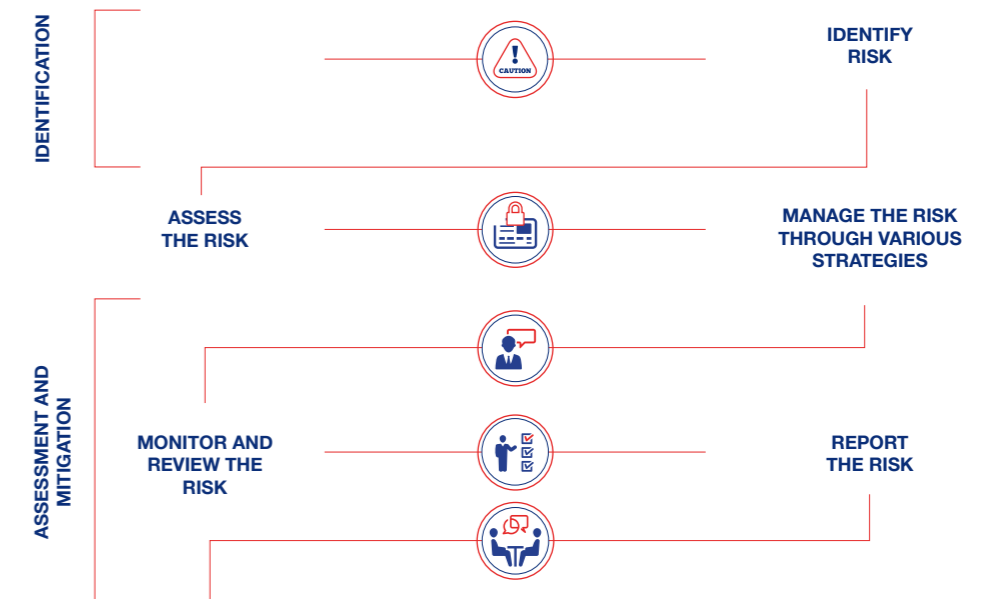 IDENTIFICATION
IDENTIFY
RISK
CAUTION
ASSESS
THE RISK
MANAGE THE RISK
THROUGH VARIOUS
STRATEGIES
ASSESSMENT AND
MITIGATION
MONITOR AND
REVIEW THE
RISK
REPORT
THE RISK